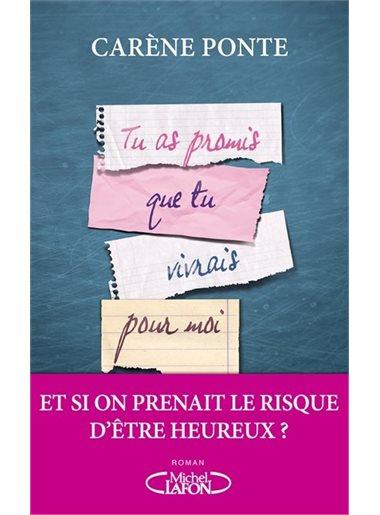 CARÈNE PONTE
Tu as promis
que tu
vivrais
pour moi
ET SI ON PRENAIT LE RISQUE
D'ÊTRE HEUREUX ?
ROMAN
Michel
LAFON